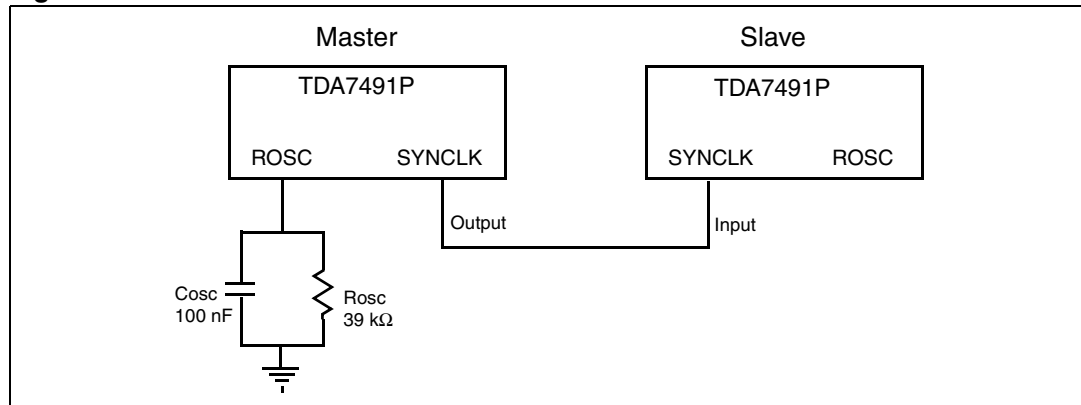 Master
Slave
TDA7491P
TDA7491P
ROSC
SYNCLK
SYNCLK
ROSC
Output
Input
Cosc
100 nF
Rosc
39 kΩ